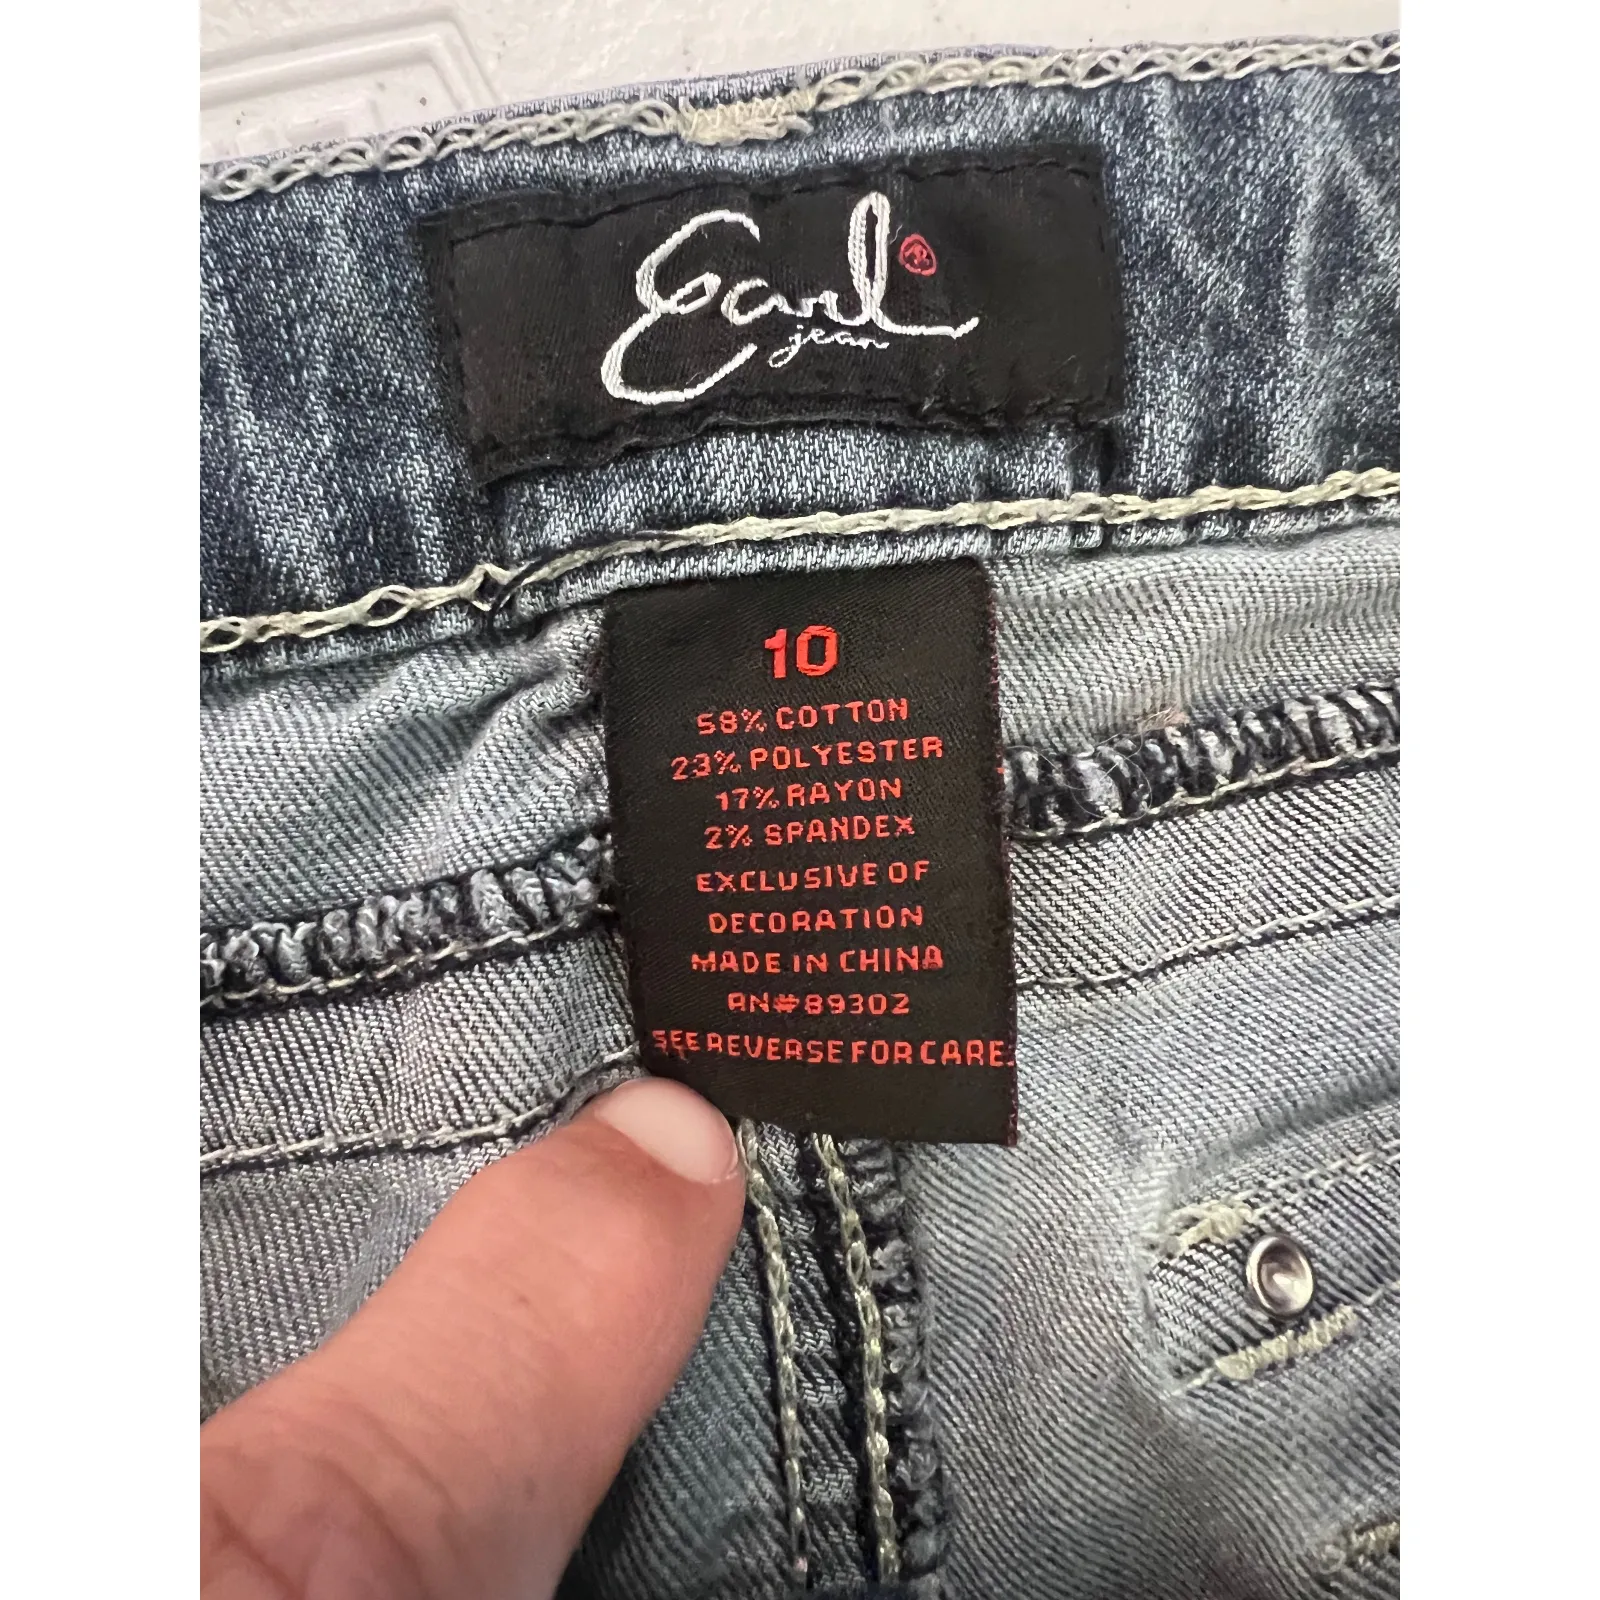 Earl®
jean
10
58% COTTON
23% POLYESTER
17% RAYON
2% SPANDEX
EXCLUSIVE OF
DECORATION
MADE IN CHINA
RN#89302
SEE REVERSE FOR CARE